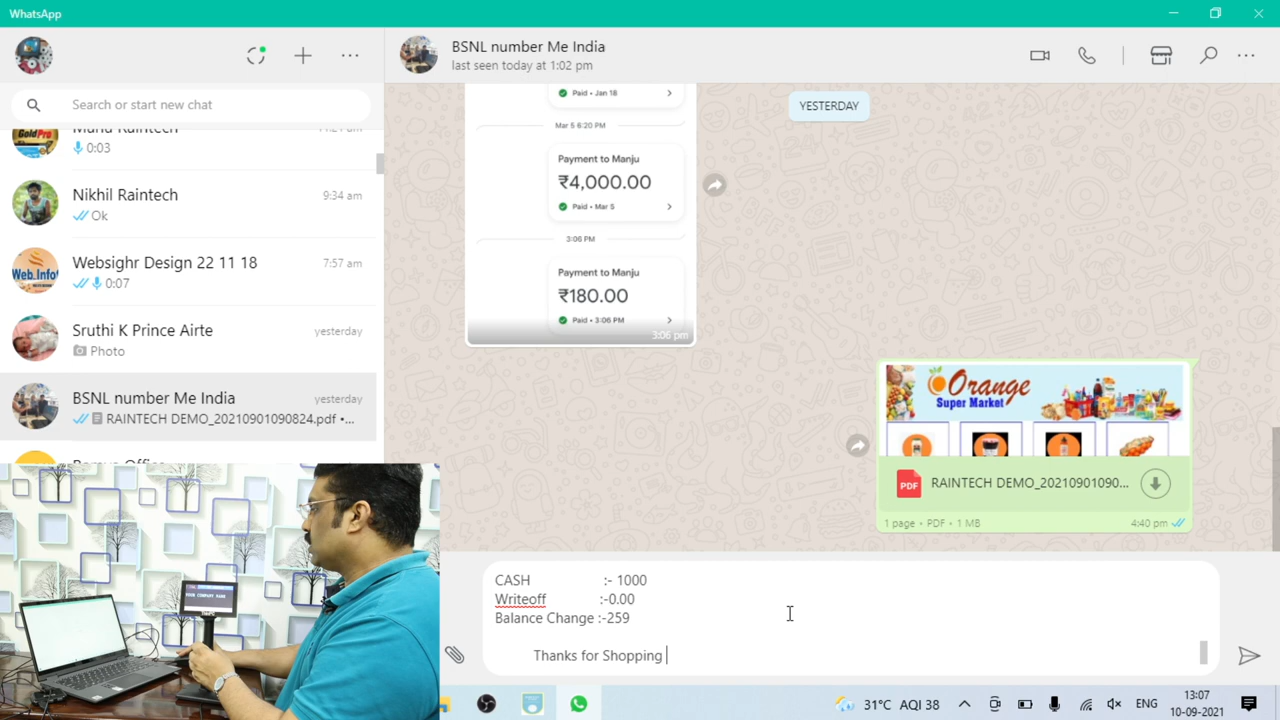 WhatsApp
Search or start new chat
0:03
Nikhil Raintech
9:34 am
Ok
Websighr Design 22 11 18
7:57 am
0:07
Sruthi K Prince Airte
yesterday
Photo
BSNL number Me India
yesterday
RAINTECH DEMO_20210901090824.pdf •...
BSNL number Me India
last seen today at 1:02 pm
YESTERDAY
Paid • Jan 18
Mar 5 6:20 PM
Payment to Manju
₹4,000.00
Paid • Mar 5
3:06 PM
Payment to Manju
₹180.00
Paid • 3:06 PM
3:06 pm
Orange
Super Market
PDF
RAINTECH DEMO_20210901090...
1 page • PDF • 1 MB
4:40 pm
CASH :- 1000
Writeoff :-0.00
Balance Change :-259
Thanks for Shopping
YOUR COMPANY NAME
31°C AQI 38
ENG
13:07
10-09-2021